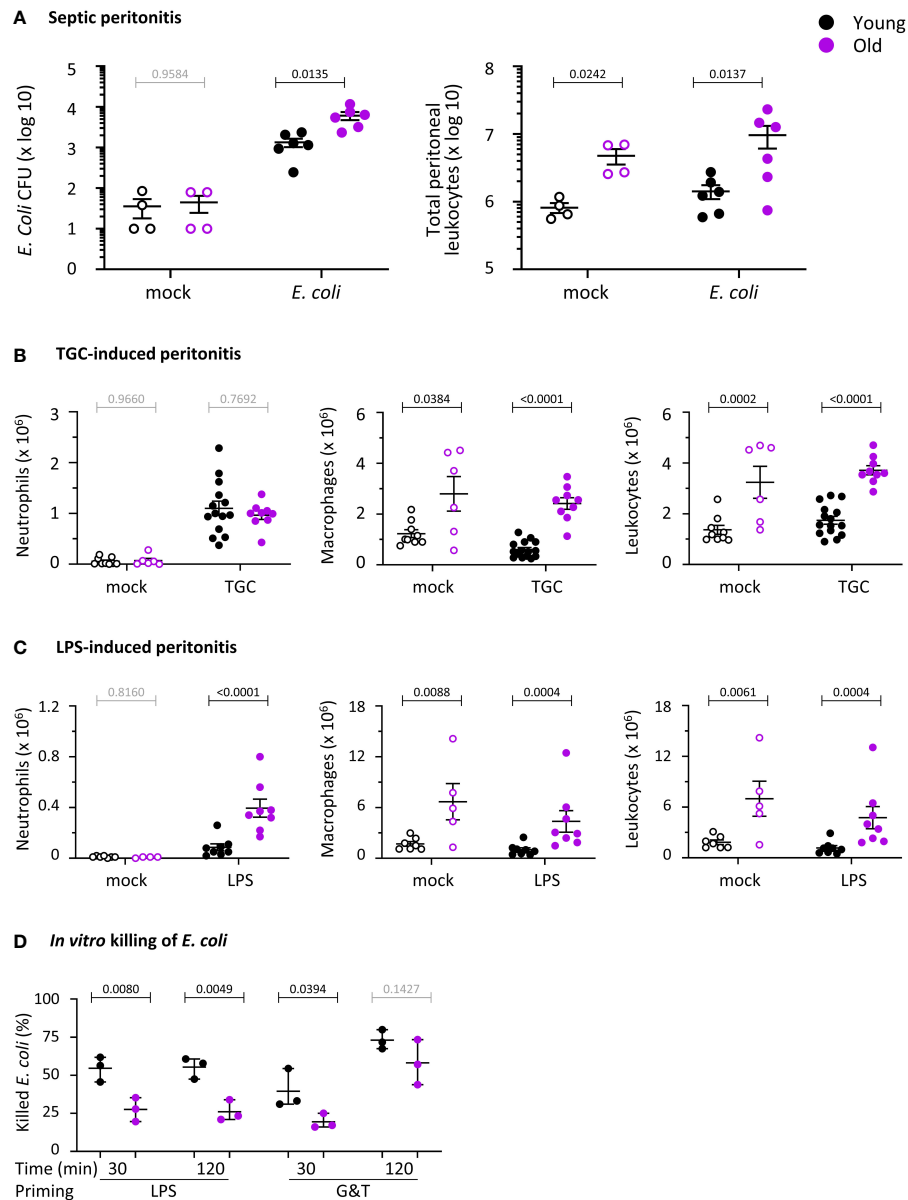 A Septic peritonitis
Young
Old
E. Coli CFU (x log 10)
5
4
3
2
1
0
0.9584
0.0135
mock
E. coli
Total peritoneal
leukocytes (x log 10)
8
7
6
5
0.0242
0.0137
mock
E. coli
B TGC-induced peritonitis
Neutrophils (x 10⁶)
3
2
1
0
0.9660
0.7692
mock
TGC
Macrophages (x 10⁶)
6
4
2
0
0.0384
<0.0001
mock
TGC
Leukocytes (x 10⁶)
6
4
2
0
0.0002
<0.0001
mock
TGC
C LPS-induced peritonitis
Neutrophils (x 10⁶)
1.2
0.8
0.4
0
0.8160
<0.0001
mock
LPS
Macrophages (x 10⁶)
18
12
6
0
0.0088
0.0004
mock
LPS
Leukocytes (x 10⁶)
18
12
6
0
0.0061
0.0004
mock
LPS
D In vitro killing of E. coli
Killed E. coli (%)
100
75
50
25
0
0.0080
0.0049
0.0394
0.1427
Time (min) 30 120 30 120
Priming LPS G&T